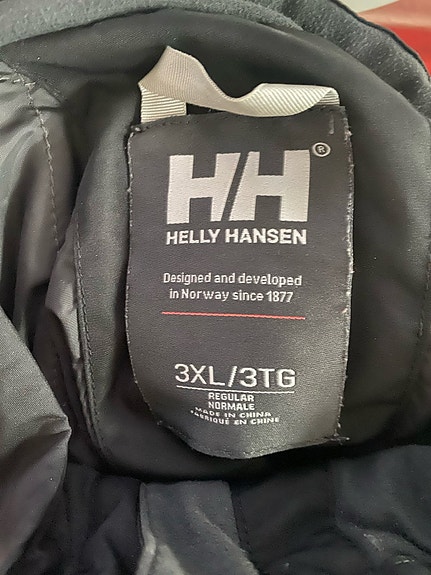 HH®
HELLY HANSEN
Designed and developed
in Norway since 1877
3XL/3TG
REGULAR
NORMALE
MADE IN CHINA
FABRIQUÉ EN CHINE